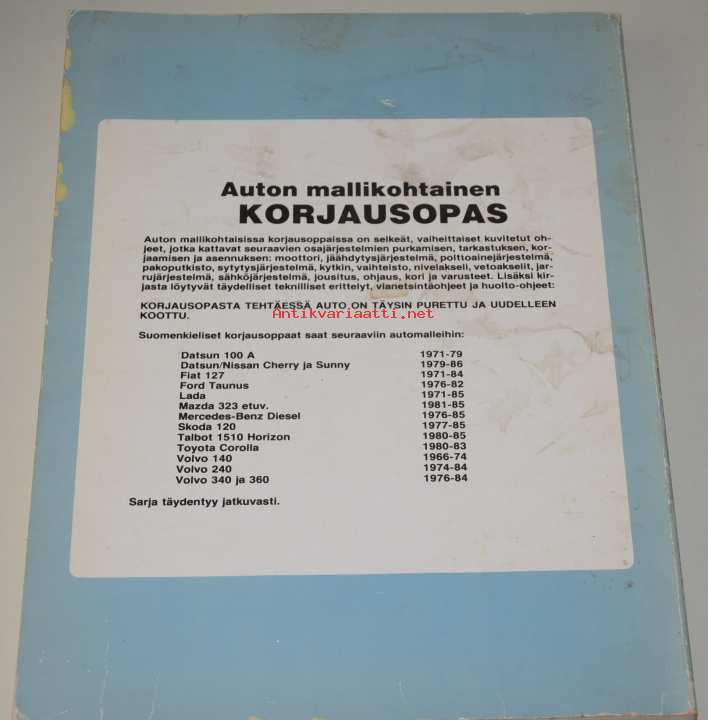 Auton mallikohtainen
KORJAUSOPAS
Auton mallikohtaisissa korjausoppaissa on selkeät, vaiheittaiset kuvitetut oh-
jeet, jotka kattavat seuraavien osajärjestelmien purkamisen, tarkastuksen, kor-
jaamisen ja asennuksen: moottori, jäähdytysjärjestelmä, polttoainejärjestelmä,
pakoputkisto, sytytysjärjestelmä, kytkin, vaihteisto, nivelakseli, vetoakselit, jar-
rujärjestelmä, sähköjärjestelmä, jousitus, ohjaus, kori ja varusteet. Lisäksi kir-
jasta löytyvät täydelliset teknilliset erittelyt, vianetsintäohjeet ja huolto-ohjeet:
KORJAUSOPASTA TEHTÄESSÄ AUTO ON TÄYSIN PURETTU JA UUDELLEEN
KOOTTU.
Antikvariaatti.net
Suomenkieliset korjausoppaat saat seuraaviin automalleihin:
Datsun 100 A 1971-79
Datsun/Nissan Cherry ja Sunny 1979-86
Fiat 127 1971-84
Ford Taunus 1976-82
Lada 1971-85
Mazda 323 etuv. 1981-85
Mercedes-Benz Diesel 1976-85
Skoda 120 1977-85
Talbot 1510 Horizon 1980-85
Toyota Corolla 1980-83
Volvo 140 1966-74
Volvo 240 1974-84
Volvo 340 ja 360 1976-84
Sarja täydentyy jatkuvasti.